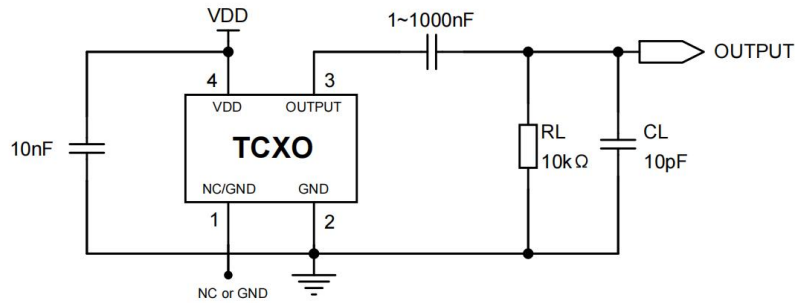 VDD
1~1000nF
4
3
OUTPUT
VDD
OUTPUT
TCXO
RL
10kΩ
CL
10pF
10nF
NC/GND
GND
1
2
NC or GND